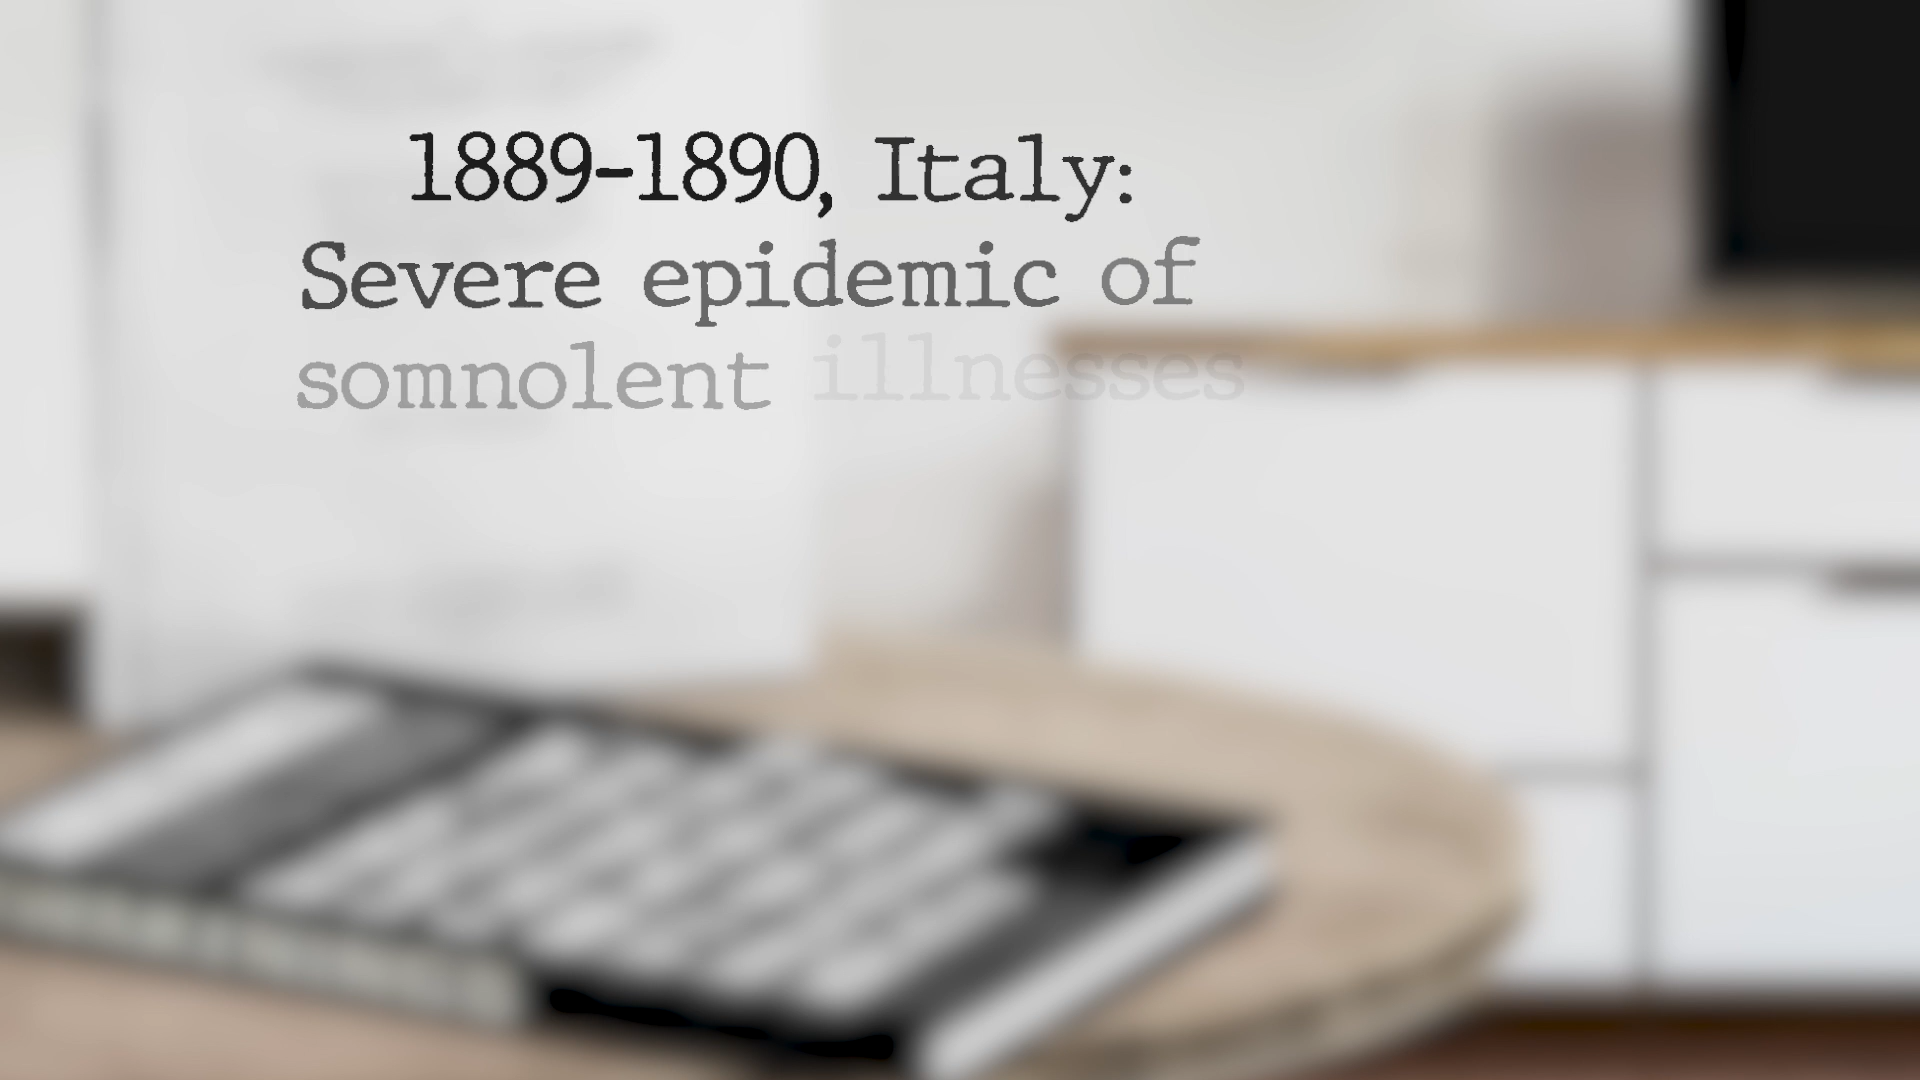 1889-1890, Italy:
Severe epidemic of
somnolent illnesses